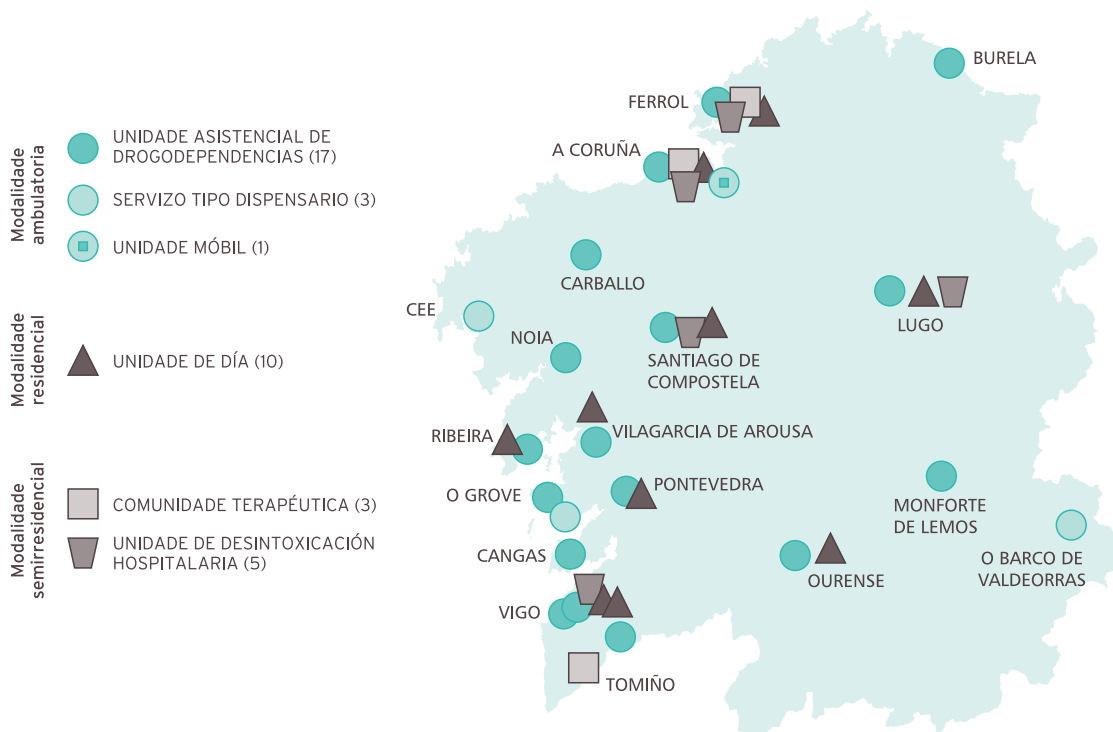 Modalidade
ambulatoria
UNIDADE ASISTENCIAL DE
DROGODEPENDENCIAS (17)
SERVIZO TIPO DISPENSARIO (3)
UNIDADE MÓBIL (1)
Modalidade
residencial
UNIDADE DE DÍA (10)
Modalidade
semirresidencial
COMUNIDADE TERAPÉUTICA (3)
UNIDADE DE DESINTOXICACIÓN
HOSPITALARIA (5)
BURELA
FERROL
A CORUÑA
CARBALLO
CEE
LUGO
NOIA
SANTIAGO DE
COMPOSTELA
RIBEIRA
VILAGARCIA DE AROUSA
O GROVE
PONTEVEDRA
MONFORTE
DE LEMOS
CANGAS
O BARCO DE
VALDEORRAS
OURENSE
VIGO
TOMIÑO